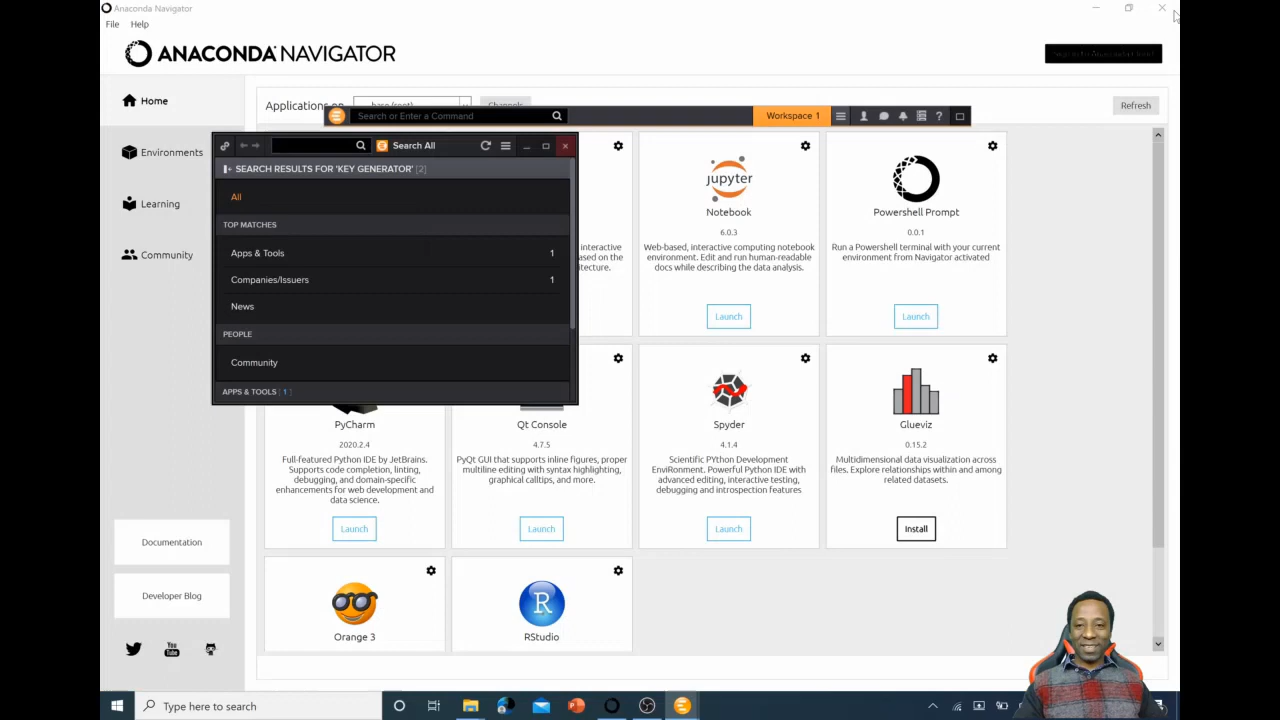 Anaconda Navigator
File Help
ANACONDA NAVIGATOR
Home
Applications on base (root) Channels
Refresh
Search or Enter a Command
Workspace 1
?
Search All
SEARCH RESULTS FOR 'KEY GENERATOR' [2]
All
TOP MATCHES
Apps & Tools 1
Companies/Issuers 1
News
PEOPLE
Community
APPS & TOOLS [ 1 ]
Environments
Learning
Community
interactive
ased on the
itecture.
jupyter
Notebook
6.0.3
Web-based, interactive computing notebook
environment. Edit and run human-readable
docs while describing the data analysis.
Launch
Powershell Prompt
0.0.1
Run a Powershell terminal with your current
environment from Navigator activated
Launch
PyCharm
2020.2.4
Full-featured Python IDE by JetBrains.
Supports code completion, linting,
debugging, and domain-specific
enhancements for web development and
data science.
Launch
Qt Console
4.7.5
PyQt GUI that supports inline figures, proper
multiline editing with syntax highlighting,
graphical calltips, and more.
Launch
Spyder
4.1.4
Scientific PYthon Development
EnviRonment. Powerful Python IDE with
advanced editing, interactive testing,
debugging and introspection features
Launch
Glueviz
0.15.2
Multidimensional data visualization across
files. Explore relationships within and among
related datasets.
Install
Orange 3
R
RStudio
Documentation
Developer Blog
You
Tube
Type here to search